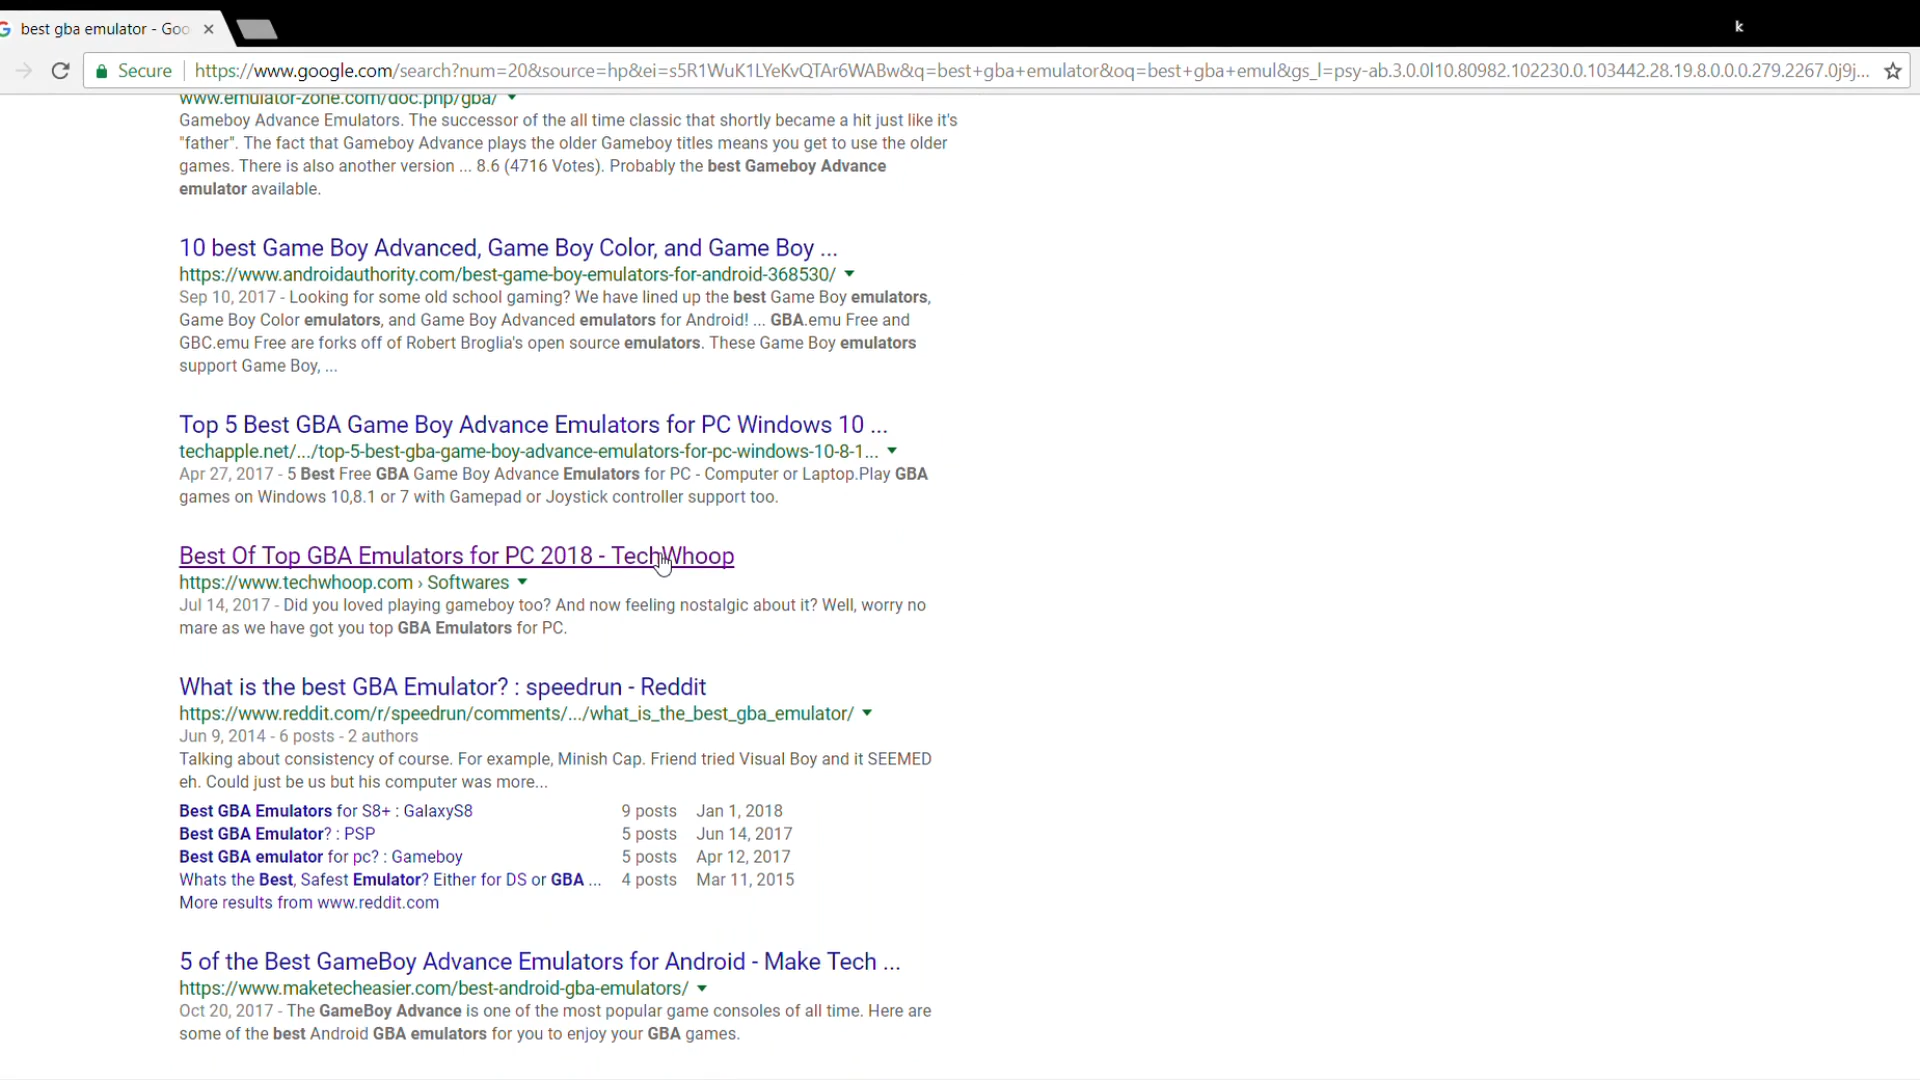 best gba emulator - Goo
k
Secure https://www.google.com/search?num=20&source=hp&ei=s5R1WuK1LYeKvQTAr6WABw&q=best+gba+emulator&oq=best+gba+emul&gs_l=psy-ab.3.0.0l10.80982.102230.0.103442.28.19.8.0.0.0.279.2267.0j9j...
www.emulator-zone.com/doc.php/gba/
Gameboy Advance Emulators. The successor of the all time classic that shortly became a hit just like it's
"father". The fact that Gameboy Advance plays the older Gameboy titles means you get to use the older
games. There is also another version ... 8.6 (4716 Votes). Probably the best Gameboy Advance
emulator available.
10 best Game Boy Advanced, Game Boy Color, and Game Boy ...
https://www.androidauthority.com/best-game-boy-emulators-for-android-368530/
Sep 10, 2017 - Looking for some old school gaming? We have lined up the best Game Boy emulators,
Game Boy Color emulators, and Game Boy Advanced emulators for Android! ... GBA.emu Free and
GBC.emu Free are forks off of Robert Broglia's open source emulators. These Game Boy emulators
support Game Boy, ...
Top 5 Best GBA Game Boy Advance Emulators for PC Windows 10 ...
techapple.net/.../top-5-best-gba-game-boy-advance-emulators-for-pc-windows-10-8-1...
Apr 27, 2017 - 5 Best Free GBA Game Boy Advance Emulators for PC - Computer or Laptop.Play GBA
games on Windows 10,8.1 or 7 with Gamepad or Joystick controller support too.
Best Of Top GBA Emulators for PC 2018 - TechWhoop
https://www.techwhoop.com › Softwares
Jul 14, 2017 - Did you loved playing gameboy too? And now feeling nostalgic about it? Well, worry no
mare as we have got you top GBA Emulators for PC.
What is the best GBA Emulator? : speedrun - Reddit
https://www.reddit.com/r/speedrun/comments/.../what_is_the_best_gba_emulator/
Jun 9, 2014 - 6 posts - 2 authors
Talking about consistency of course. For example, Minish Cap. Friend tried Visual Boy and it SEEMED
eh. Could just be us but his computer was more...
Best GBA Emulators for S8+ : GalaxyS8 9 posts Jan 1, 2018
Best GBA Emulator? : PSP 5 posts Jun 14, 2017
Best GBA emulator for pc? : Gameboy 5 posts Apr 12, 2017
Whats the Best, Safest Emulator? Either for DS or GBA ... 4 posts Mar 11, 2015
More results from www.reddit.com
5 of the Best GameBoy Advance Emulators for Android - Make Tech ...
https://www.maketecheasier.com/best-android-gba-emulators/
Oct 20, 2017 - The GameBoy Advance is one of the most popular game consoles of all time. Here are
some of the best Android GBA emulators for you to enjoy your GBA games.